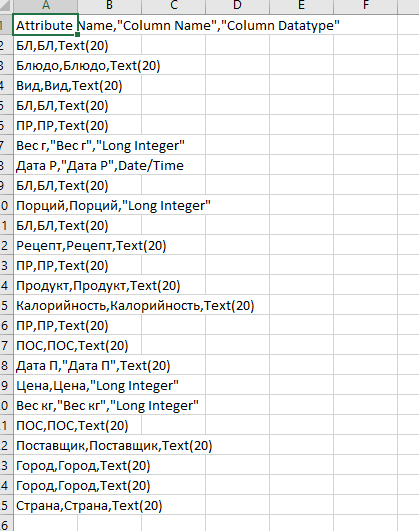 A B C D E F
1 Attribute Name,"Column Name","Column Datatype"
2 БЛ,БЛ,Text(20)
3 Блюдо,Блюдо,Text(20)
4 Вид,Вид,Text(20)
5 БЛ,БЛ,Text(20)
6 ПР,ПР,Text(20)
7 Вес г,"Вес г","Long Integer"
8 Дата Р,"Дата Р",Date/Time
9 БЛ,БЛ,Text(20)
0 Порций,Порций,"Long Integer"
1 БЛ,БЛ,Text(20)
2 Рецепт,Рецепт,Text(20)
3 ПР,ПР,Text(20)
4 Продукт,Продукт,Text(20)
5 Калорийность,Калорийность,Text(20)
6 ПР,ПР,Text(20)
7 ПОС,ПОС,Text(20)
8 Дата П,"Дата П",Text(20)
9 Цена,Цена,"Long Integer"
0 Вес кг,"Вес кг","Long Integer"
1 ПОС,ПОС,Text(20)
2 Поставщик,Поставщик,Text(20)
3 Город,Город,Text(20)
4 Город,Город,Text(20)
5 Страна,Страна,Text(20)
6